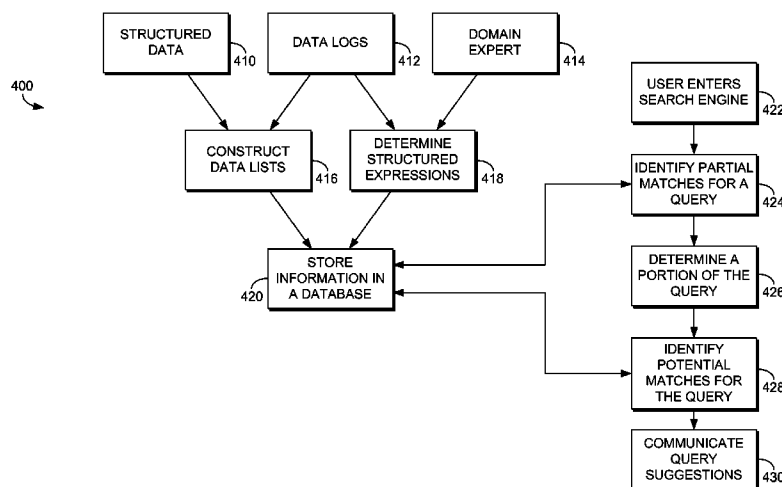 STRUCTURED
DATA
410
DATA LOGS
412
DOMAIN
EXPERT
414
400
USER ENTERS
SEARCH ENGINE
422
CONSTRUCT
DATA LISTS
416
DETERMINE
STRUCTURED
EXPRESSIONS
418
IDENTIFY PARTIAL
MATCHES FOR A
QUERY
424
STORE
INFORMATION IN
A DATABASE
420
DETERMINE A
PORTION OF THE
QUERY
426
IDENTIFY
POTENTIAL
MATCHES FOR
THE QUERY
428
COMMUNICATE
QUERY
SUGGESTIONS
430